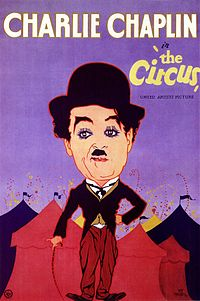 CHARLIE CHAPLIN
in
'the
CIRCUS'
UNITED ARTISTS PICTURE